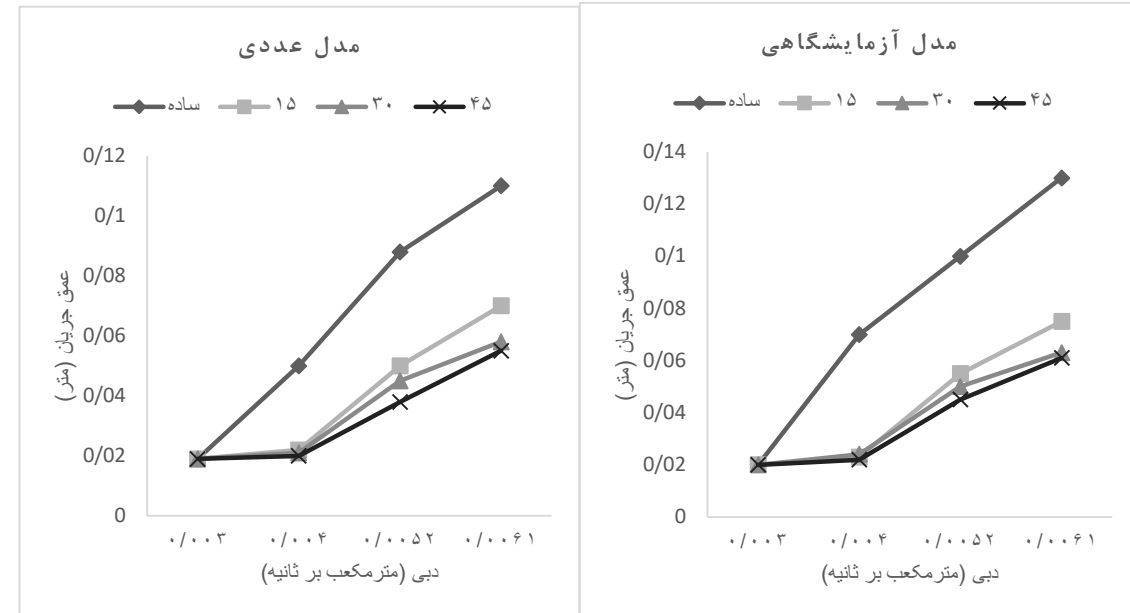 مدل عددی
ساده ۱۵ ۳۰ ۴۵
0/12
0/1
0/08
0/06
0/04
0/02
0
عمق جریان (متر)
۰/۰۰۳ ۰/۰۰۴ ۰/۰۰۵۲ ۰/۰۰۶۱
دبی (مترمکعب بر ثانیه)
مدل آزمایشگاهی
ساده ۱۵ ۳۰ ۴۵
0/14
0/12
0/1
0/08
0/06
0/04
0/02
0
عمق جریان (متر)
۰/۰۰۳ ۰/۰۰۴ ۰/۰۰۵۲ ۰/۰۰۶۱
دبی (مترمکعب بر ثانیه)